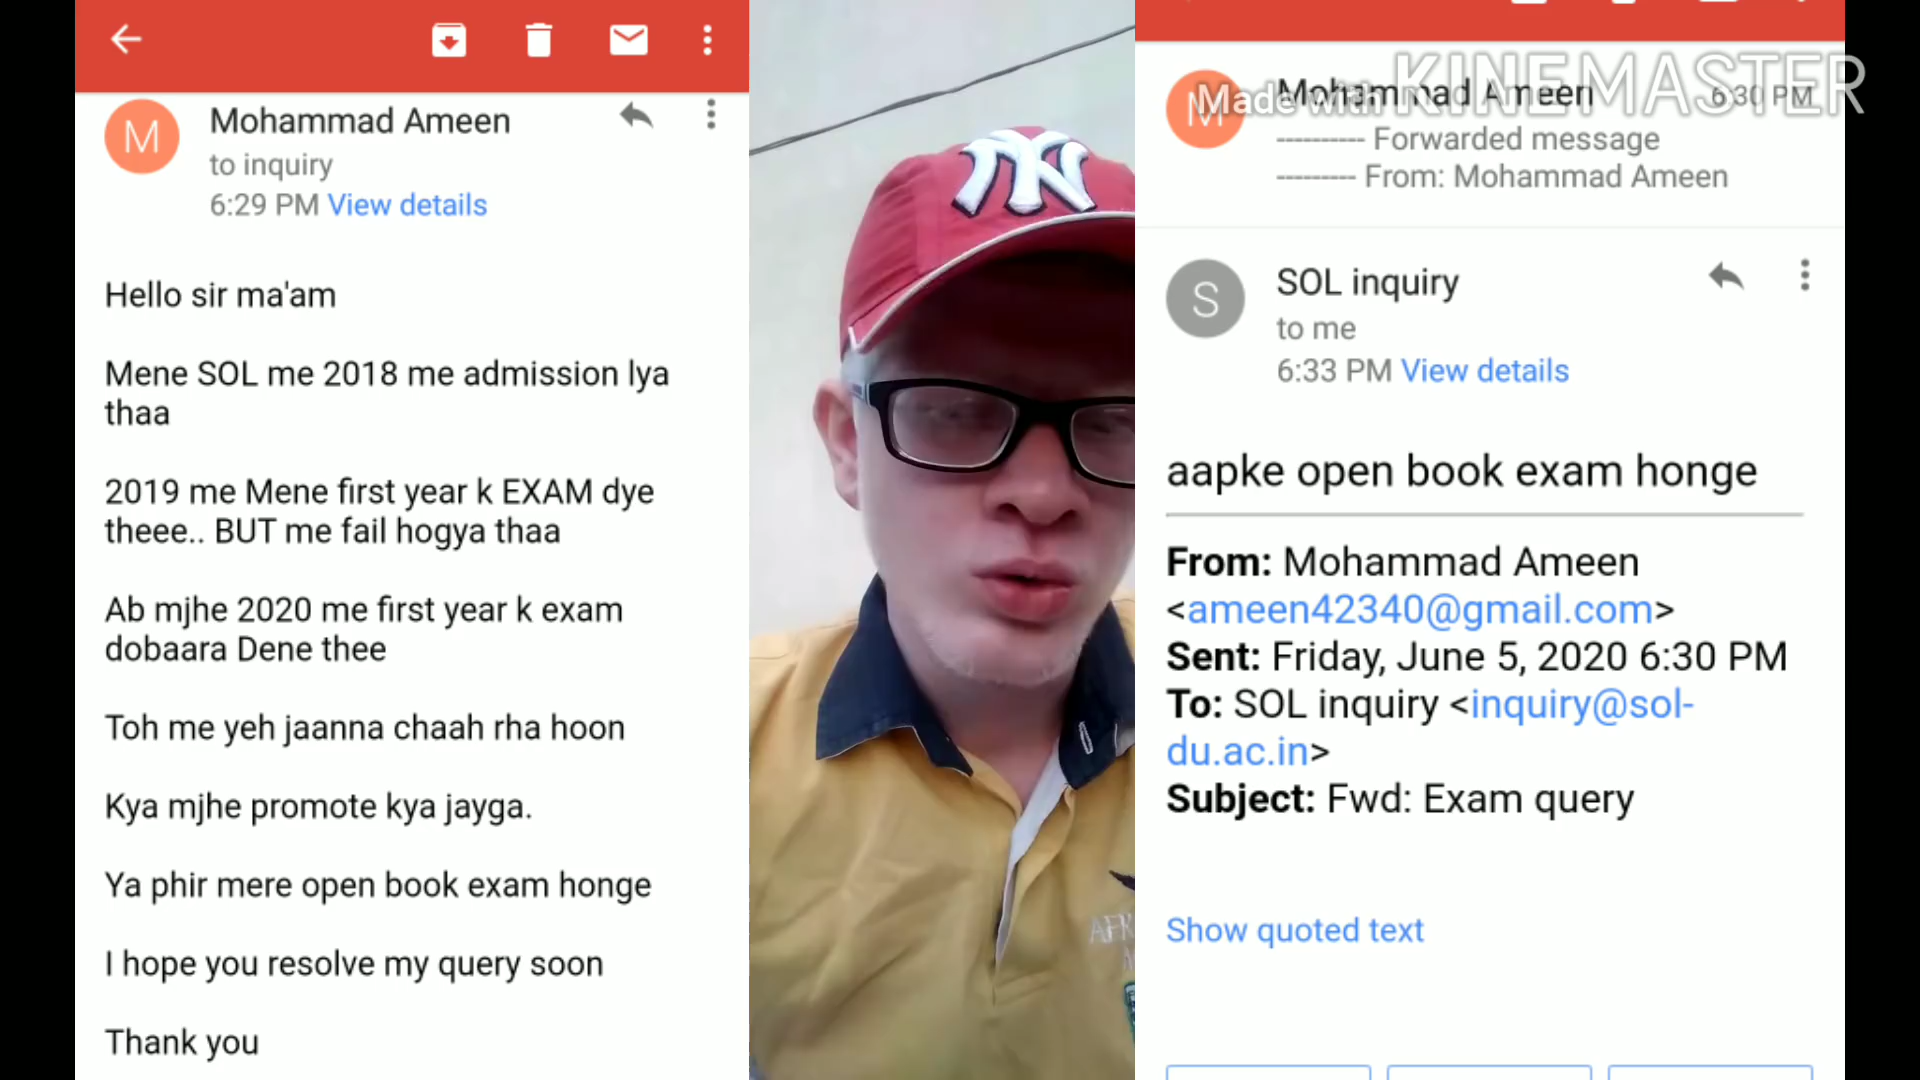 M
Mohammad Ameen
to inquiry
6:29 PM View details
Hello sir ma'am
Mene SOL me 2018 me admission lya
thaa
2019 me Mene first year k EXAM dye
theee.. BUT me fail hogya thaa
Ab mjhe 2020 me first year k exam
dobaara Dene thee
Toh me yeh jaanna chaah rha hoon
Kya mjhe promote kya jayga.
Ya phir mere open book exam honge
I hope you resolve my query soon
Thank you
NY
AFK
Made with KINEMASTER
M
Mohammad Ameen 6:30 PM
---------- Forwarded message
--------- From: Mohammad Ameen
S
SOL inquiry
to me
6:33 PM View details
aapke open book exam honge
From: Mohammad Ameen
<ameen42340@gmail.com>
Sent: Friday, June 5, 2020 6:30 PM
To: SOL inquiry <inquiry@sol-
du.ac.in>
Subject: Fwd: Exam query
Show quoted text